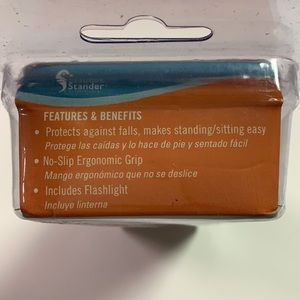 Stander
FEATURES & BENEFITS
• Protects against falls, makes standing/sitting easy
Protege las caídas y lo hace de pie y sentado fácil
• No-Slip Ergonomic Grip
Mango ergonómico que no se deslice
• Includes Flashlight
Incluye linterna